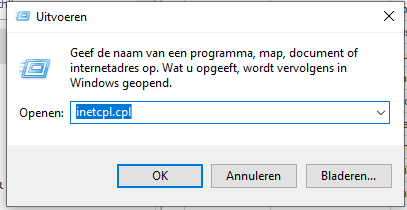 Uitvoeren
Geef de naam van een programma, map, document of
internetadres op. Wat u opgeeft, wordt vervolgens in
Windows geopend.
Openen: inetcpl.cpl
OK Annuleren Bladeren...